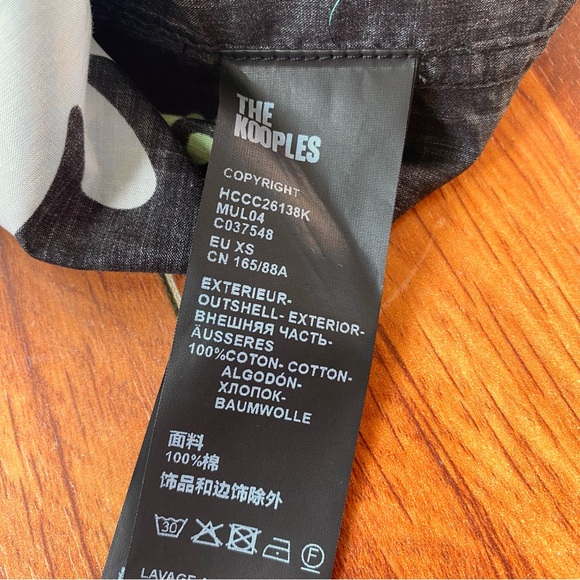 THE
KOOPLES
COPYRIGHT
HCCC26138K
MUL04
C037548
EU XS
CN 165/88A
EXTERIEUR-
OUTSHELL- EXTERIOR-
ВНЕШНЯЯ ЧАСТЬ-
ÄUSSERES
100%COTON- COTTON-
ALGODÓN-
ХЛОПОК-
BAUMWOLLE
面料
100%棉
饰品和边饰除外
30 F
LAVAGE